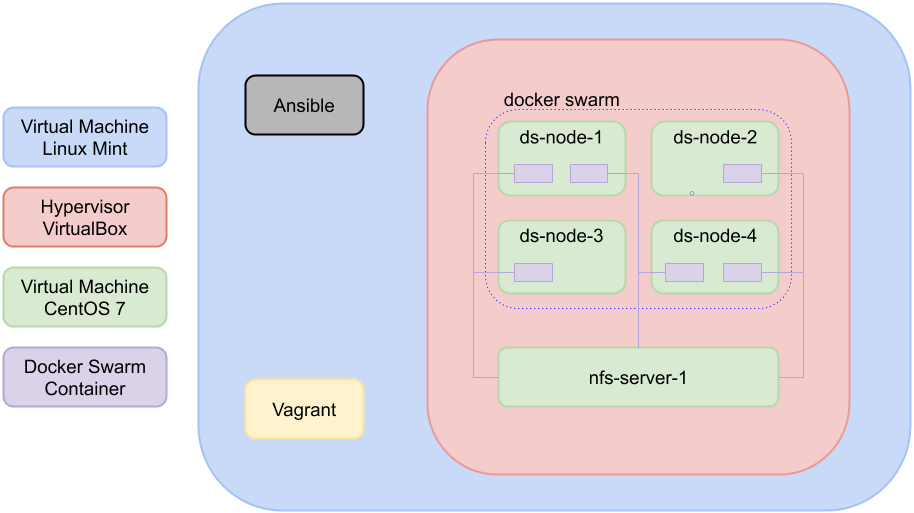 Virtual Machine
Linux Mint
Hypervisor
VirtualBox
Virtual Machine
CentOS 7
Docker Swarm
Container
Ansible
Vagrant
docker swarm
ds-node-1
ds-node-2
ds-node-3
ds-node-4
nfs-server-1